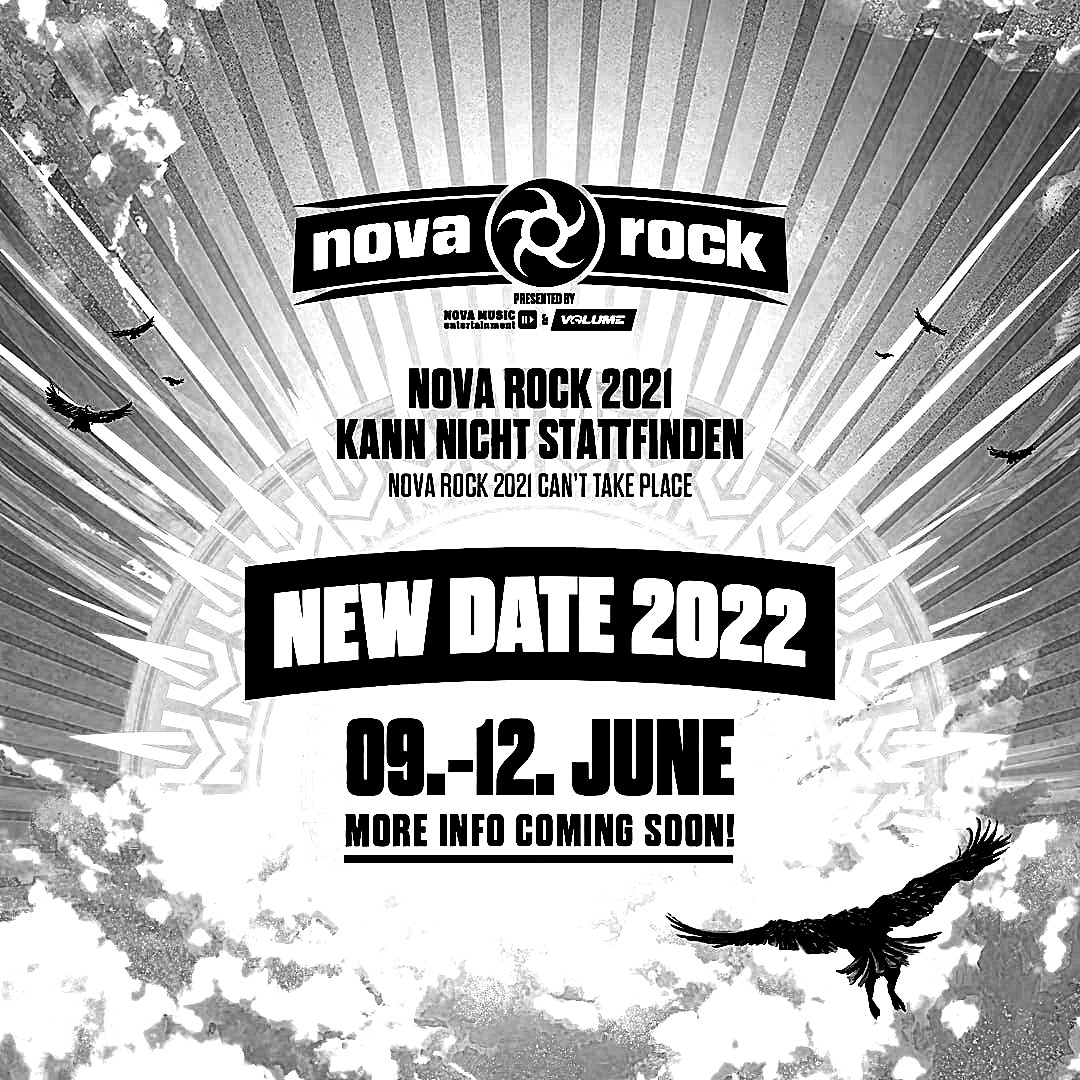 nova rock
PRESENTED BY
NOVA MUSIC entertainment & VOLUME
NOVA ROCK 2021
KANN NICHT STATTFINDEN
NOVA ROCK 2021 CAN'T TAKE PLACE
NEW DATE 2022
09.-12. JUNE
MORE INFO COMING SOON!